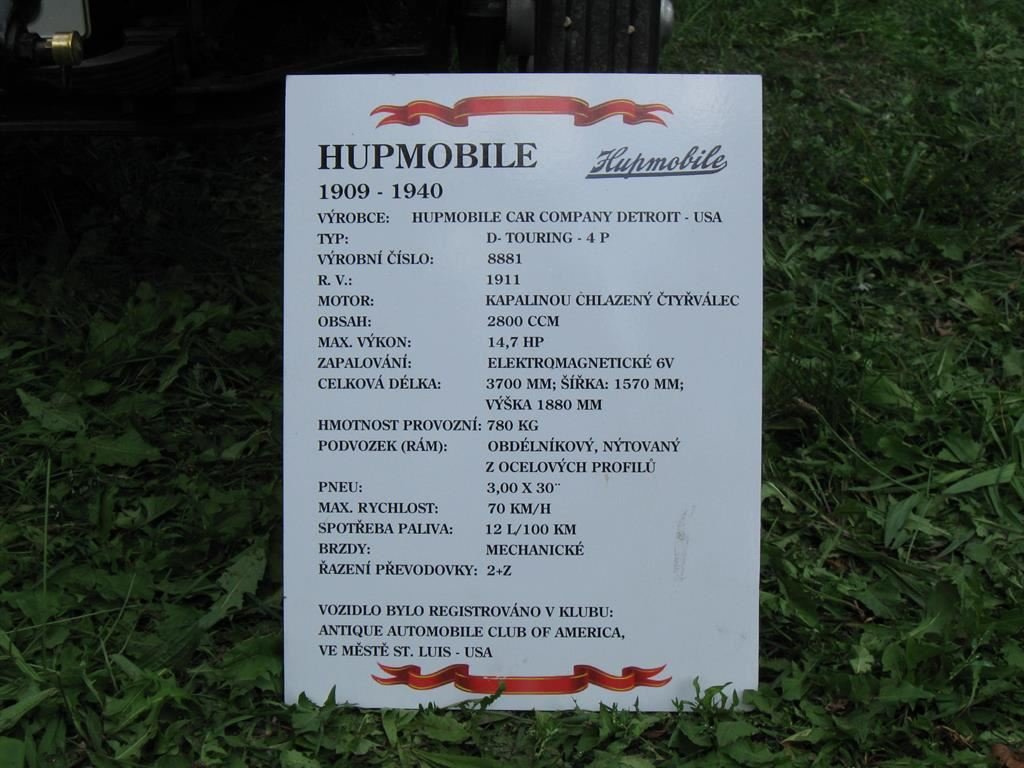 HUPMOBILE
Hupmobile
1909 - 1940
VÝROBCE: HUPMOBILE CAR COMPANY DETROIT - USA
TYP: D- TOURING - 4 P
VÝROBNÍ ČÍSLO: 8881
R. V.: 1911
MOTOR: KAPALINOU ČHLAZENÝ ČTYŘVÁLEC
OBSAH: 2800 CCM
MAX. VÝKON: 14,7 HP
ZAPALOVÁNÍ: ELEKTROMAGNETICKÉ 6V
CELKOVÁ DÉLKA: 3700 MM; ŠÍŘKA: 1570 MM;
VÝŠKA 1880 MM
HMOTNOST PROVOZNÍ: 780 KG
PODVOZEK (RÁM): OBDÉLNÍKOVÝ, NÝTOVANÝ
Z OCELOVÝCH PROFILŮ
PNEU: 3,00 X 30¨
MAX. RYCHLOST: 70 KM/H
SPOTŘEBA PALIVA: 12 L/100 KM
BRZDY: MECHANICKÉ
ŘAZENÍ PŘEVODOVKY: 2+Z
VOZIDLO BYLO REGISTROVÁNO V KLUBU:
ANTIQUE AUTOMOBILE CLUB OF AMERICA,
VE MĚSTĚ ST. LUIS - USA